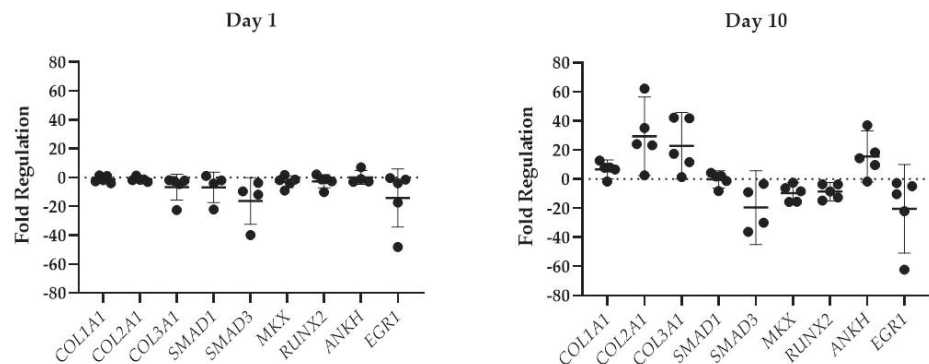 Day 1
Fold Regulation
80
60
40
20
0
-20
-40
-60
-80
COL1A1
COL2A1
COL3A1
SMAD1
SMAD3
MKX
RUNX2
ANKH
EGR1
Day 10
Fold Regulation
80
60
40
20
0
-20
-40
-60
-80
COL1A1
COL2A1
COL3A1
SMAD1
SMAD3
MKX
RUNX2
ANKH
EGR1